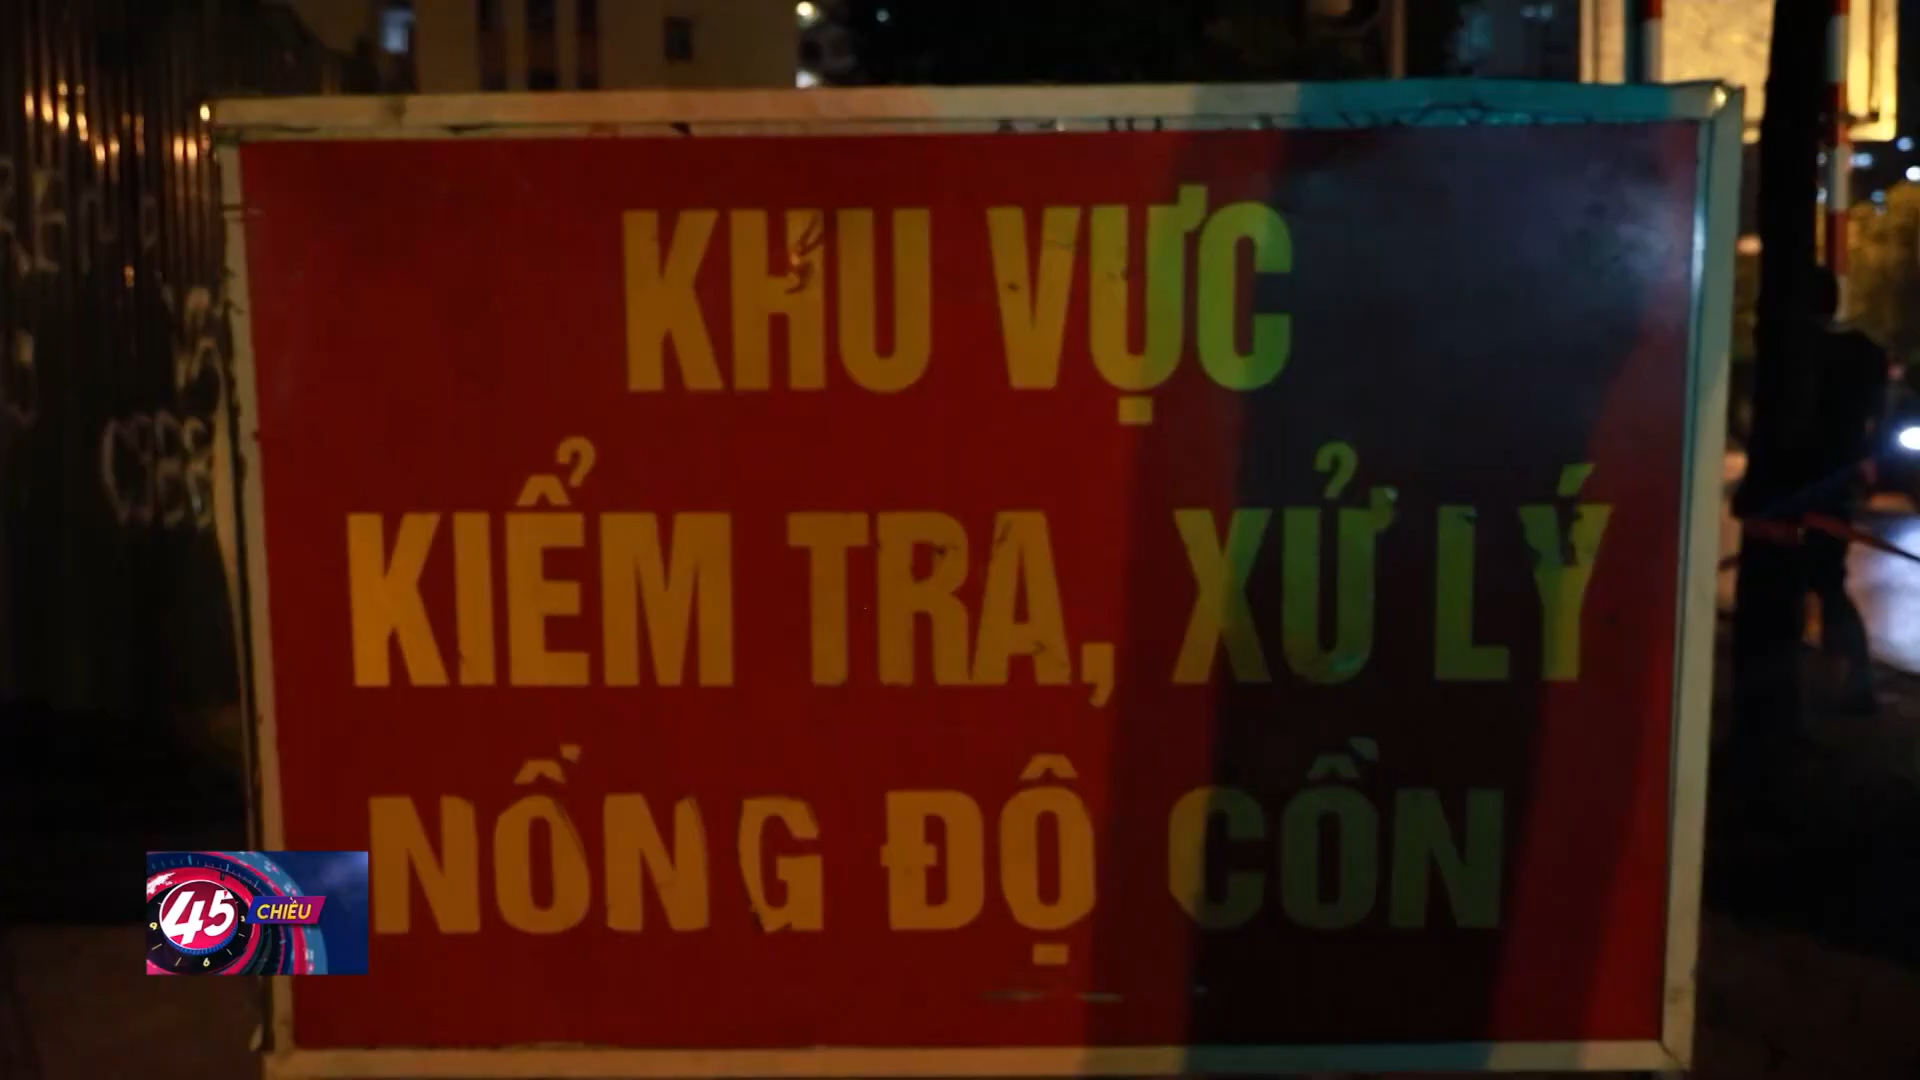 KHU VỰC
KIỂM TRA, XỬ LÝ
NỒNG ĐỘ CỒN
45 CHIỀU